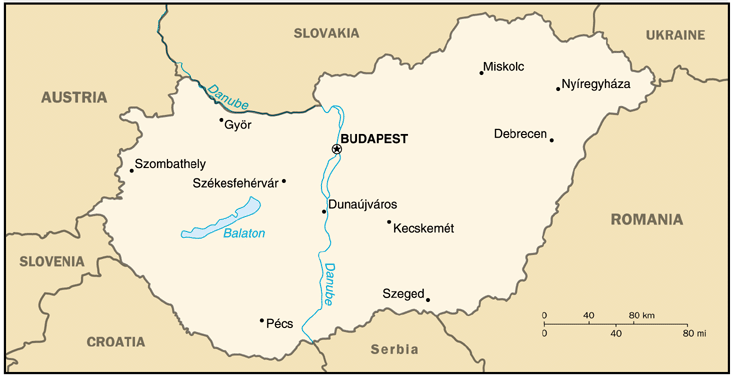 SLOVAKIA
UKRAINE
Miskolc
Nyíregyháza
AUSTRIA
Danube
Győr
BUDAPEST
Debrecen
Szombathely
Székesfehérvár
Dunaújváros
Kecskemét
ROMANIA
Balaton
SLOVENIA
Danube
Szeged
Pécs
CROATIA
Serbia
0 40 80 km
0 40 80 mi